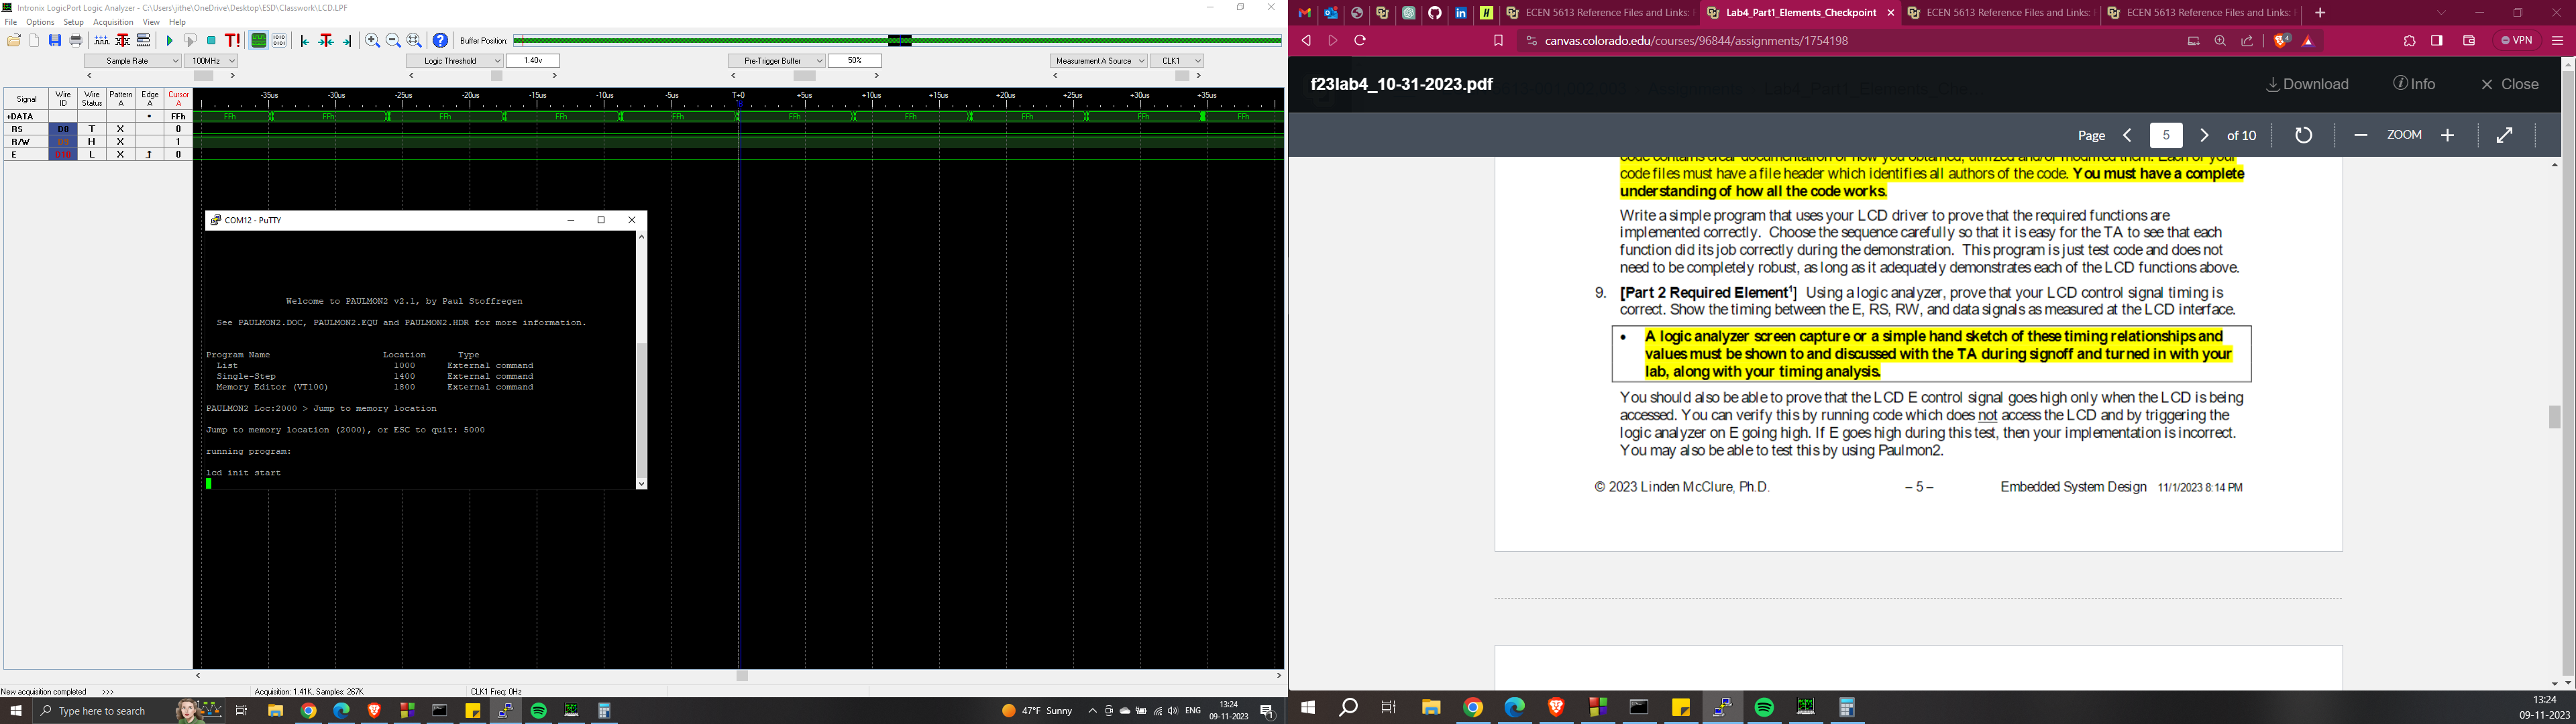 Intronix LogicPort Logic Analyzer - C:\Users\jithe\OneDrive\Desktop\ESD\Classwork\LCD.LPF
File Options Setup Acquisition View Help
Buffer Position:
Sample Rate 100MHz Logic Threshold 1.40v Pre-Trigger Buffer 50% Measurement A Source CLK1
Signal Wire ID Wire Status Pattern A Edge A Cursor A
-35us -30us -25us -20us -15us -10us -5us T+0 +5us +10us +15us +20us +25us +30us +35us
+DATA FFh
FFh FFh FFh FFh FFh FFh FFh FFh FFh
RS D8 T X 0
R/W D9 H X 1
E D10 L X 0
COM12 - PuTTY
Welcome to PAULMON2 v2.1, by Paul Stoffregen
See PAULMON2.DOC, PAULMON2.EQU and PAULMON2.HDR for more information.
Program Name Location Type
List 1000 External command
Single-Step 1400 External command
Memory Editor (VT100) 1800 External command
PAULMON2 Loc:2000 > Jump to memory location
Jump to memory location (2000), or ESC to quit: 5000
running program:
lcd init start
New acquisition completed >>> Acquisition: 1.41K, Samples: 267K CLK1 Freq: 0Hz
Type here to search
47°F Sunny ENG 13:24
09-11-2023
ECEN 5613 Reference Files and Links: Lab4_Part1_Elements_Checkpoint ECEN 5613 Reference Files and Links: ECEN 5613 Reference Files and Links:
canvas.colorado.edu/courses/96844/assignments/1754198
VPN
f23lab4_10-31-2023.pdf
Download Info Close
Page 5 of 10 ZOOM
code contains clear documentation of how you obtained, utilized and/or modified them. Each of your
code files must have a file header which identifies all authors of the code. You must have a complete
understanding of how all the code works.
Write a simple program that uses your LCD driver to prove that the required functions are
implemented correctly. Choose the sequence carefully so that it is easy for the TA to see that each
function did its job correctly during the demonstration. This program is just test code and does not
need to be completely robust, as long as it adequately demonstrates each of the LCD functions above.
9. [Part 2 Required Element¹] Using a logic analyzer, prove that your LCD control signal timing is
correct. Show the timing between the E, RS, RW, and data signals as measured at the LCD interface.
• A logic analyzer screen capture or a simple hand sketch of these timing relationships and
values must be shown to and discussed with the TA during signoff and turned in with your
lab, along with your timing analysis.
You should also be able to prove that the LCD E control signal goes high only when the LCD is being
accessed. You can verify this by running code which does not access the LCD and by triggering the
logic analyzer on E going high. If E goes high during this test, then your implementation is incorrect.
You may also be able to test this by using Paulmon2.
© 2023 Linden McClure, Ph.D. – 5 – Embedded System Design 11/1/2023 8:14 PM
13:24
09-11-2023